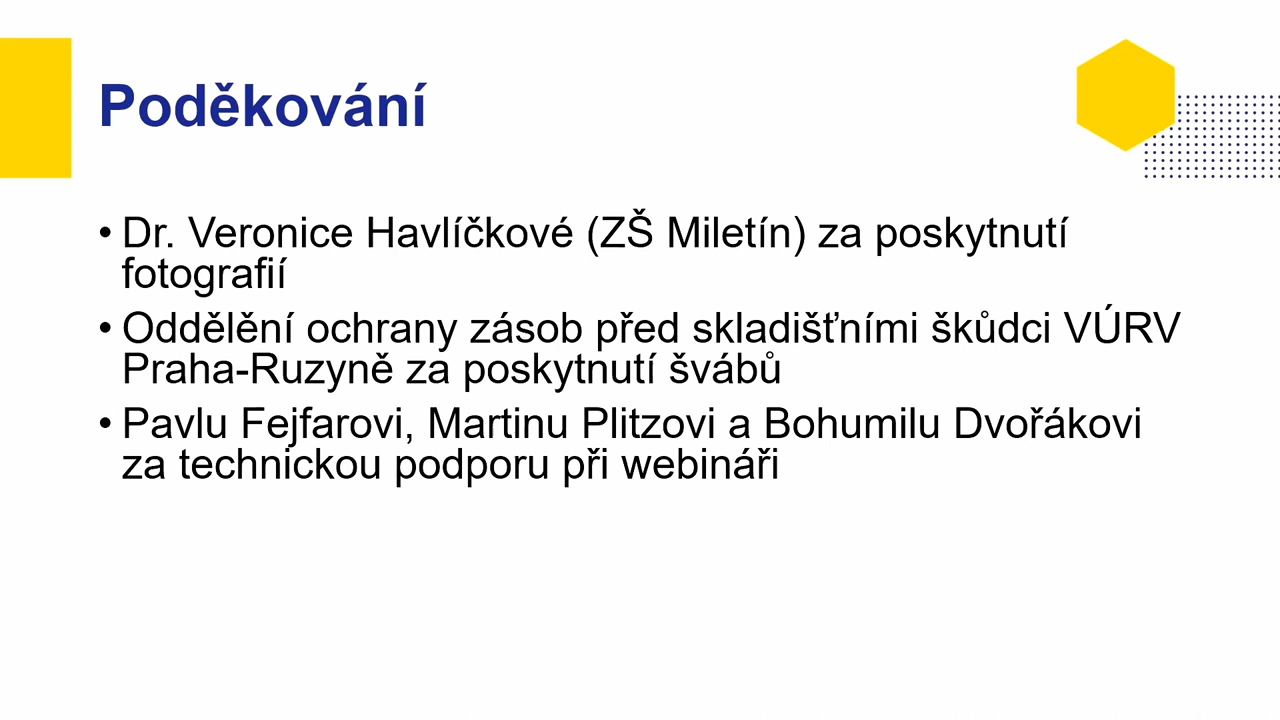 Poděkování
• Dr. Veronice Havlíčkové (ZŠ Miletín) za poskytnutí
fotografií
• Oddělění ochrany zásob před skladišťními škůdci VÚRV
Praha-Ruzyně za poskytnutí švábů
• Pavlu Fejfarovi, Martinu Plitzovi a Bohumilu Dvořákovi
za technickou podporu při webináři